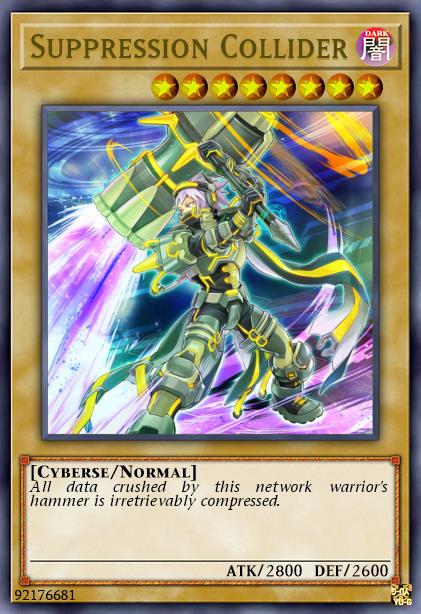 SUPPRESSION COLLIDER
DARK
闇
[CYBERSE/NORMAL]
All data crushed by this network warrior's
hammer is irretrievably compressed.
ATK/2800 DEF/2600
92176681